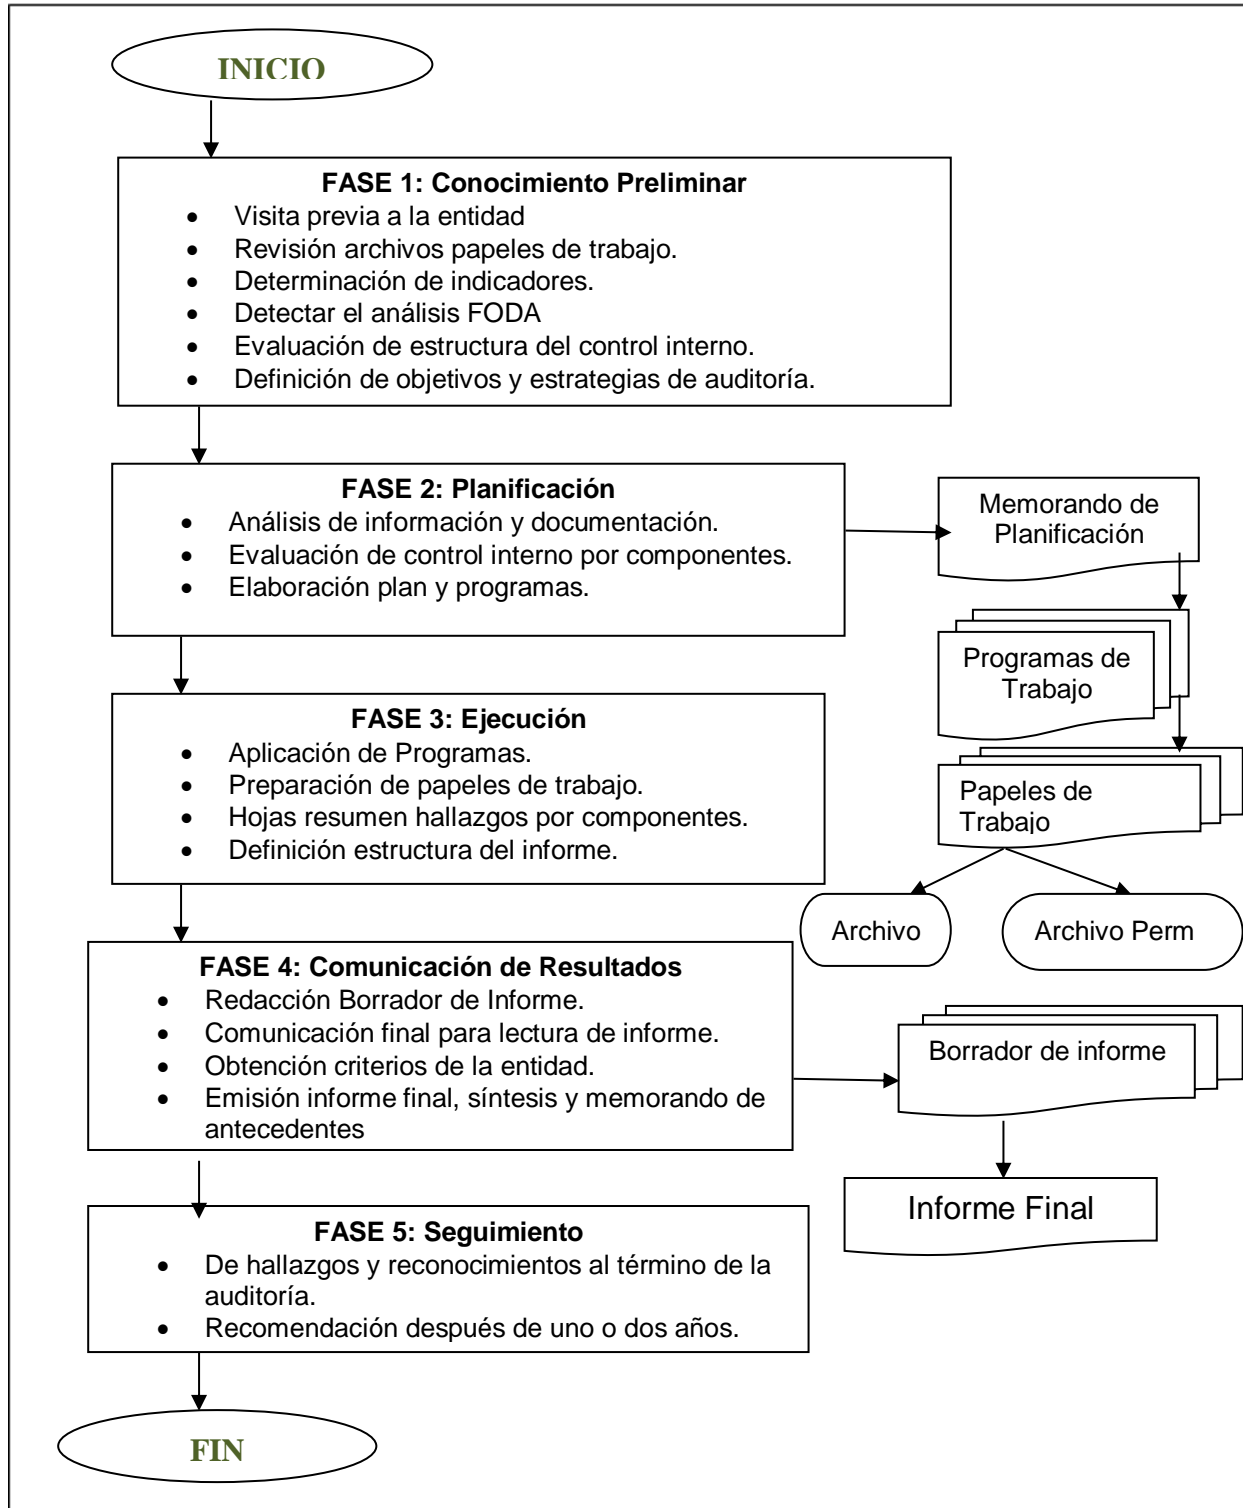 INICIO
FASE 1: Conocimiento Preliminar
• Visita previa a la entidad
• Revisión archivos papeles de trabajo.
• Determinación de indicadores.
• Detectar el análisis FODA
• Evaluación de estructura del control interno.
• Definición de objetivos y estrategias de auditoría.
FASE 2: Planificación
• Análisis de información y documentación.
• Evaluación de control interno por componentes.
• Elaboración plan y programas.
Memorando de
Planificación
Programas de
Trabajo
FASE 3: Ejecución
• Aplicación de Programas.
• Preparación de papeles de trabajo.
• Hojas resumen hallazgos por componentes.
• Definición estructura del informe.
Papeles de
Trabajo
Archivo
Archivo Perm
FASE 4: Comunicación de Resultados
• Redacción Borrador de Informe.
• Comunicación final para lectura de informe.
• Obtención criterios de la entidad.
• Emisión informe final, síntesis y memorando de
antecedentes
Borrador de informe
Informe Final
FASE 5: Seguimiento
• De hallazgos y reconocimientos al término de la
auditoría.
• Recomendación después de uno o dos años.
FIN